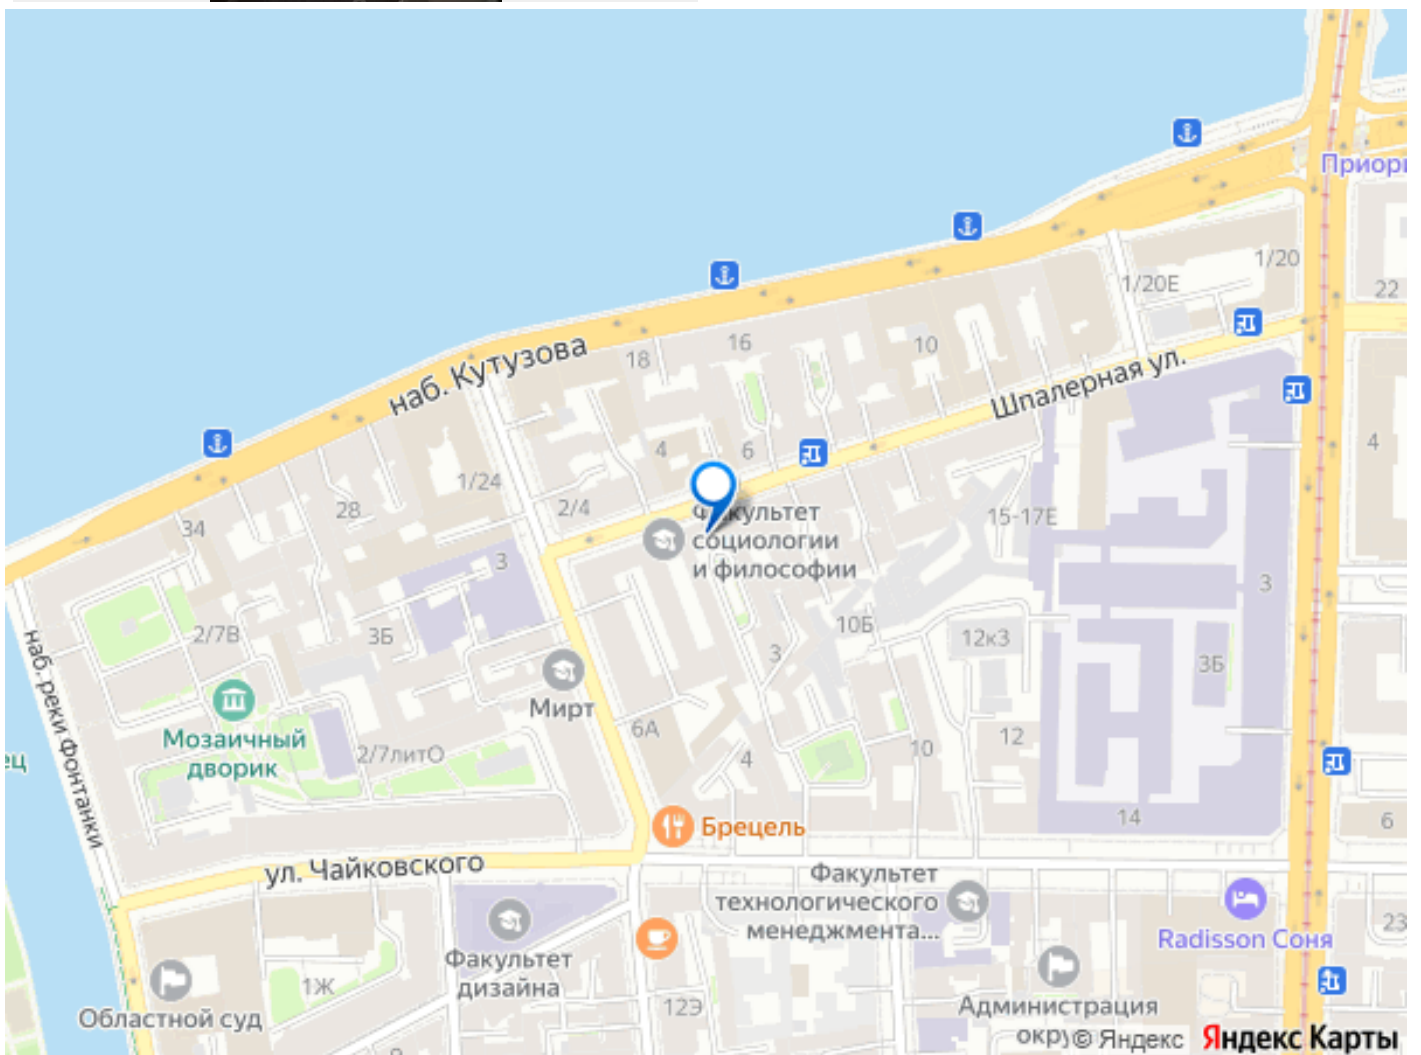 Приори
1/20
1/20Е
22
наб. Кутузова
18
16
10
Шпалерная ул.
4
4
6
1/24
2/4
28
34
15-17Е
Факультет
социологии
и философии
3
3
3Б
2/7В
10Б
12к3
3Б
3
Мирт
наб. реки Фонтанки
Мозаичный
дворик
2/7литО
6А
4
10
12
ец
14
6
Брецель
ул. Чайковского
Факультет
технологического
менеджмента...
Факультет
дизайна
Radisson Соня
23
1Ж
Областной суд
12Э
Администрация
окр
© Яндекс
Яндекс Карты